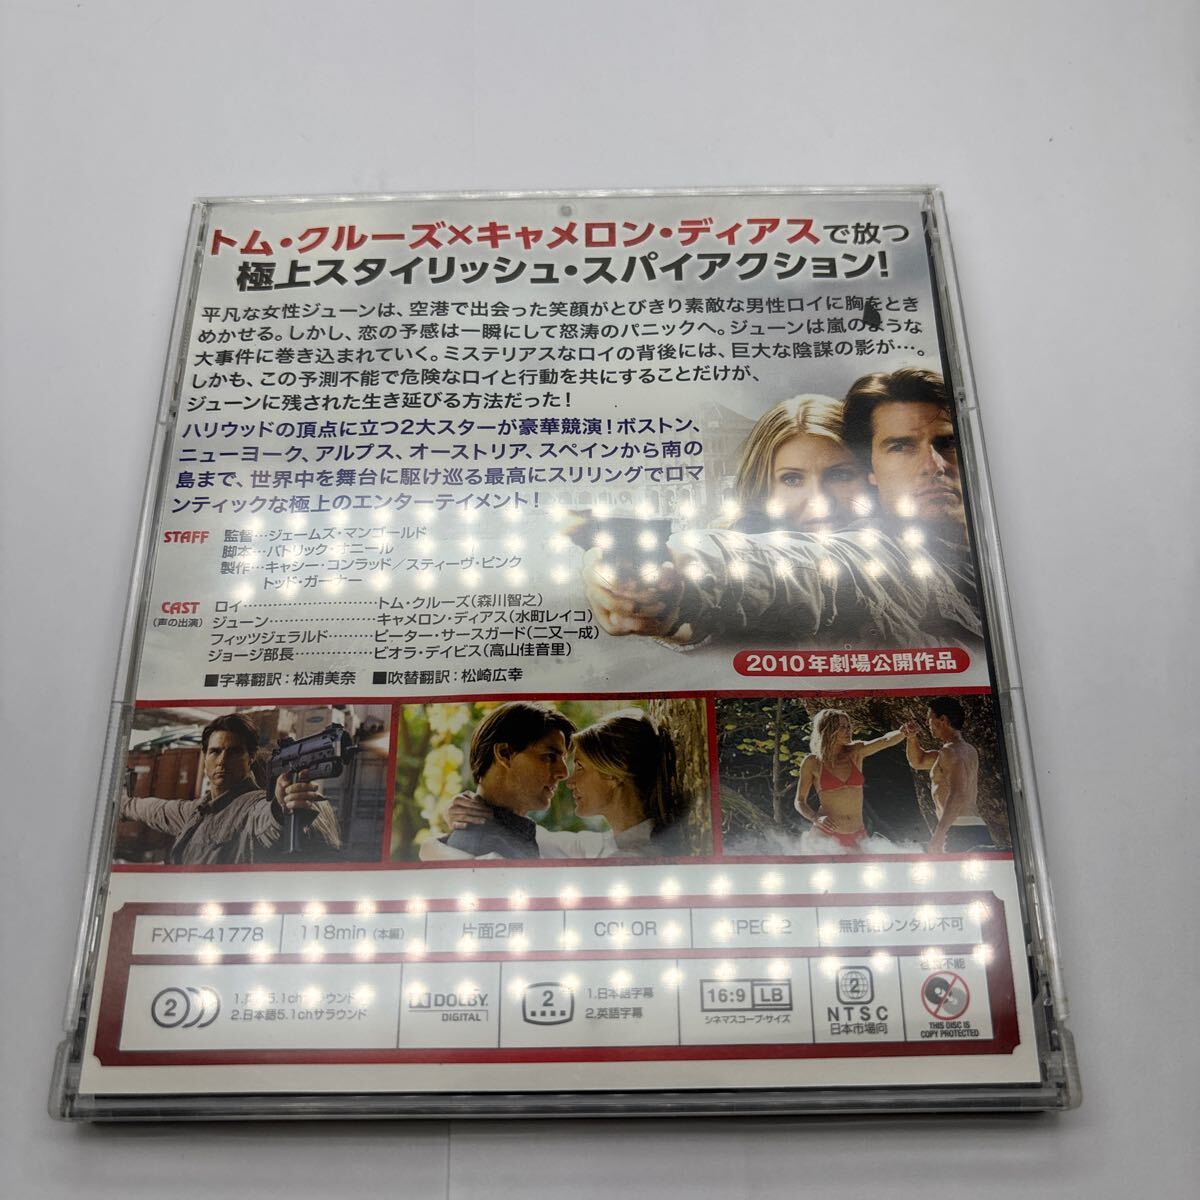 トム・クルーズ×キャメロン・ディアスで放つ
極上スタイリッシュ・スパイアクション!
平凡な女性ジューンは、空港で出会った笑顔がとびきり素敵な男性ロイに胸をとき
めかせる。しかし、恋の予感は一瞬にして怒涛のパニックへ。ジューンは嵐のような
大事件に巻き込まれていく。ミステリアスなロイの背後には、巨大な陰謀の影が…。
しかも、この予測不能で危険なロイと行動を共にすることだけが、
ジューンに残された生き延びる方法だった!
ハリウッドの頂点に立つ2大スターが豪華競演!ボストン、
ニューヨーク、アルプス、オーストリア、スペインから南の
島まで、世界中を舞台に駆け巡る最高にスリリングでロマ
ンティックな極上のエンターテイメント!
STAFF 監督…ジェームズ・マンゴールド
脚本…パトリック・オニール
製作…キャシー・コンラッド/スティーヴ・ピンク
トッド・ガーナー
CAST ロイ………………………トム・クルーズ(森川智之)
(声の出演) ジューン…………………キャメロン・ディアス(水町レイコ)
フィッツジェラルド………ピーター・サースガード(二又一成)
ジョージ部長……………ビオラ・デイビス(高山佳音里)
■字幕翻訳:松浦美奈 ■吹替翻訳:松崎広幸
2010年劇場公開作品
FXPF-41778 118min(本編) 片面2層 COLOR MPEG-2 無許諾レンタル不可
2 1.英語5.1chサラウンド
2.日本語5.1chサラウンド
DOLBY
DIGITAL
2 1.日本語字幕
2.英語字幕
16:9 LB
シネマスコープ・サイズ
2
NTSC
日本市場向
複製不能
THIS DISC IS
COPY PROTECTED